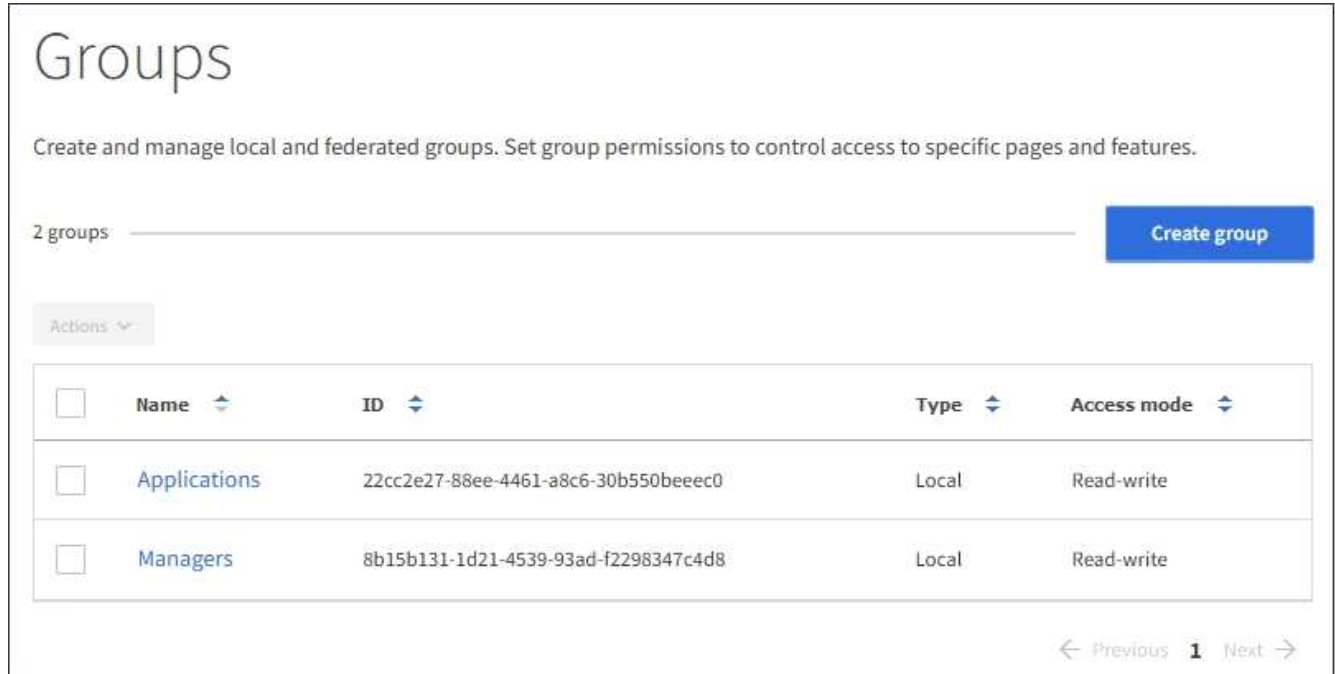 Groups
Create and manage local and federated groups. Set group permissions to control access to specific pages and features.
2 groups
Create group
Actions
Name ID Type Access mode
Applications 22cc2e27-88ee-4461-a8c6-30b550beeec0 Local Read-write
Managers 8b15b131-1d21-4539-93ad-f2298347c4d8 Local Read-write
← Previous 1 Next →